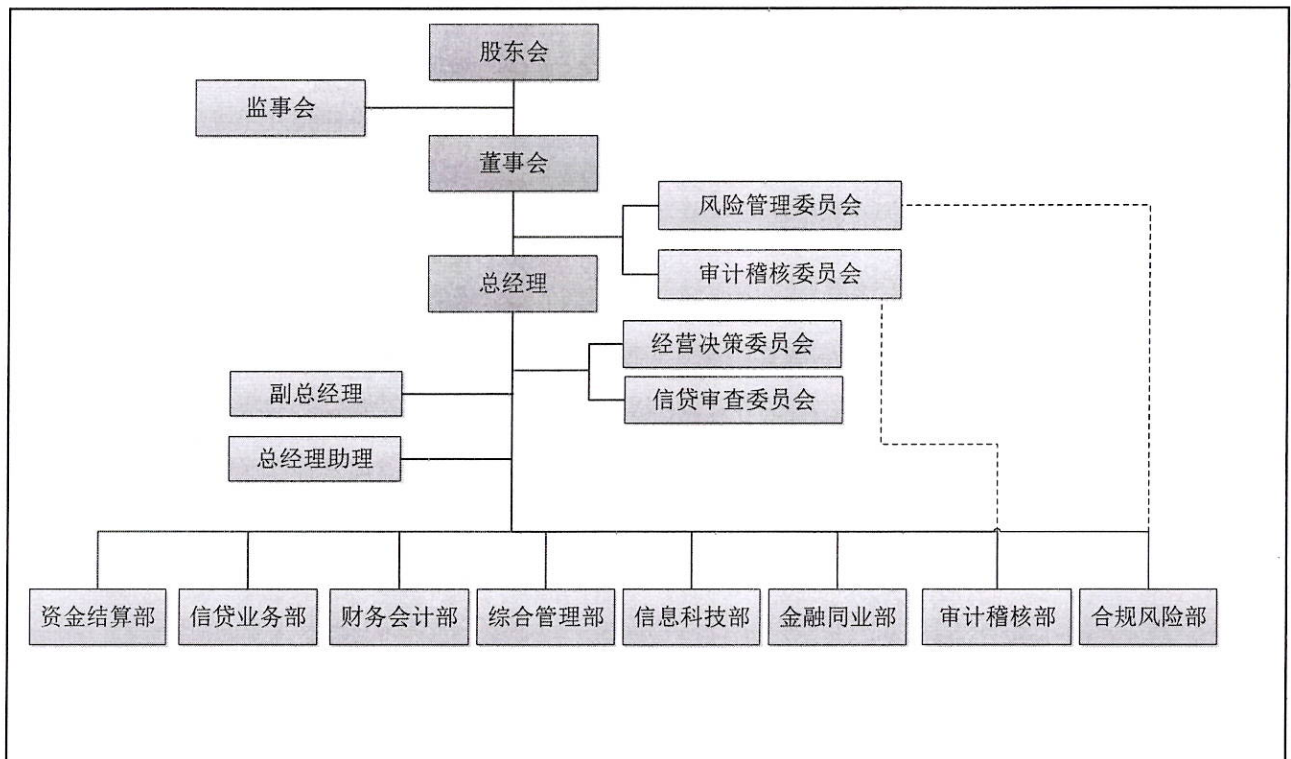 股东会
监事会
董事会
风险管理委员会
审计稽核委员会
总经理
经营决策委员会
信贷审查委员会
副总经理
总经理助理
资金结算部
信贷业务部
财务会计部
综合管理部
信息科技部
金融同业部
审计稽核部
合规风险部